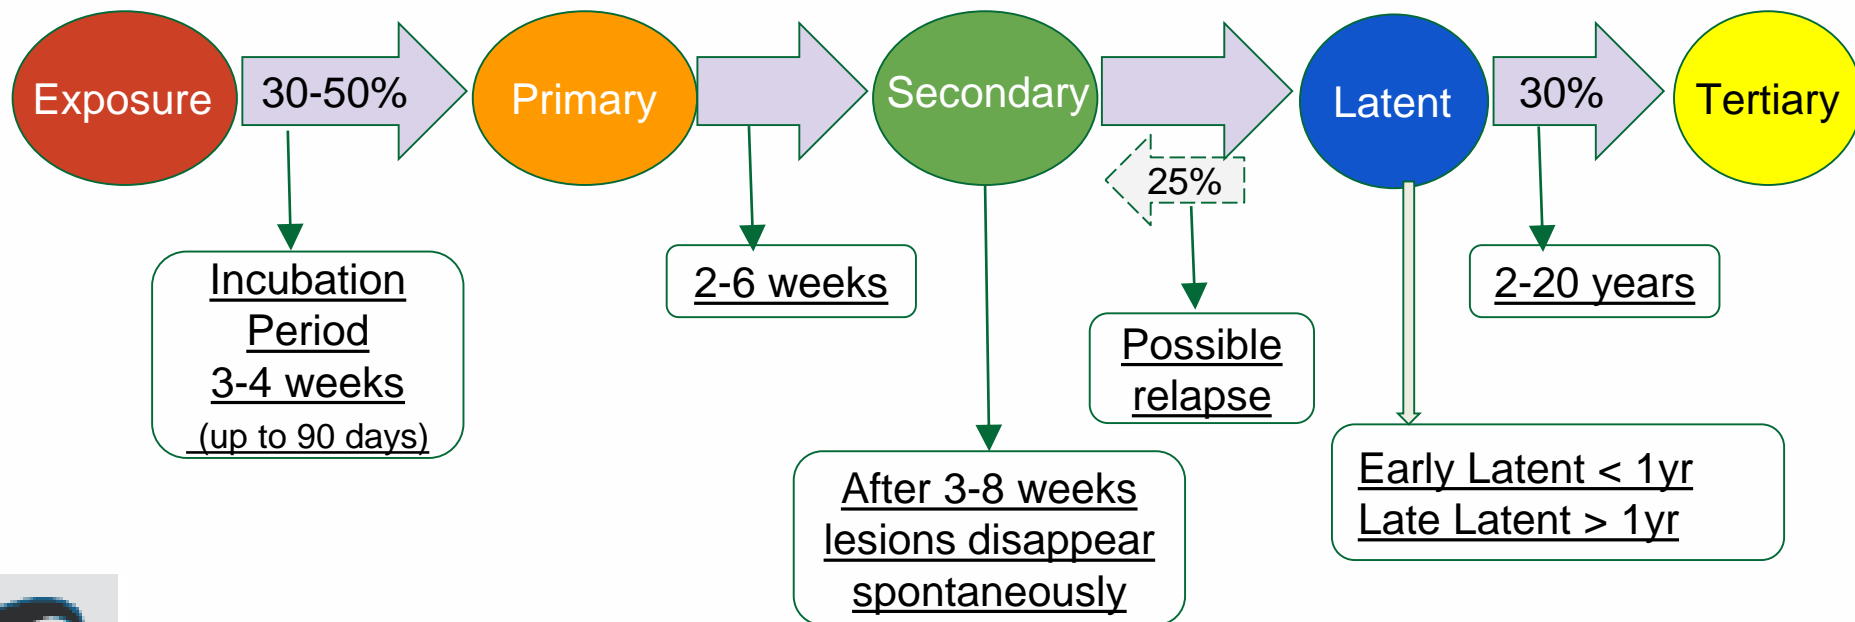 Exposure
30-50%
Primary
Secondary
Latent
30%
Tertiary
25%
Incubation
Period
3-4 weeks
(up to 90 days)
2-6 weeks
After 3-8 weeks
lesions disappear
spontaneously
Possible
relapse
Early Latent < 1yr
Late Latent > 1yr
2-20 years